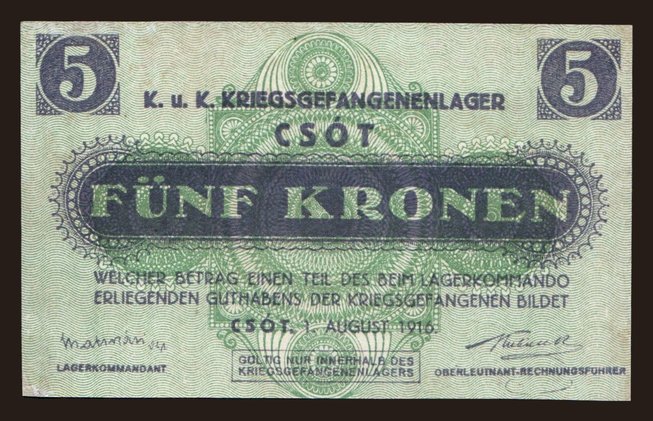 5 5
K. u. K. KRIEGSGEFANGENENLAGER
CSÓT
FÜNF KRONEN
WELCHER BETRAG EINEN TEIL DES BEIM LAGERKOMMANDO
ERLIEGENDEN GUTHABENS DER KRIEGSGEFANGENEN BILDET
CSÓT, 1. AUGUST 1916.
LAGERKOMMANDANT
GÜLTIG NUR INNERHALB DES
KRIEGSGEFANGENENLAGERS
OBERLEUTNANT-RECHNUNGSFÜHRER